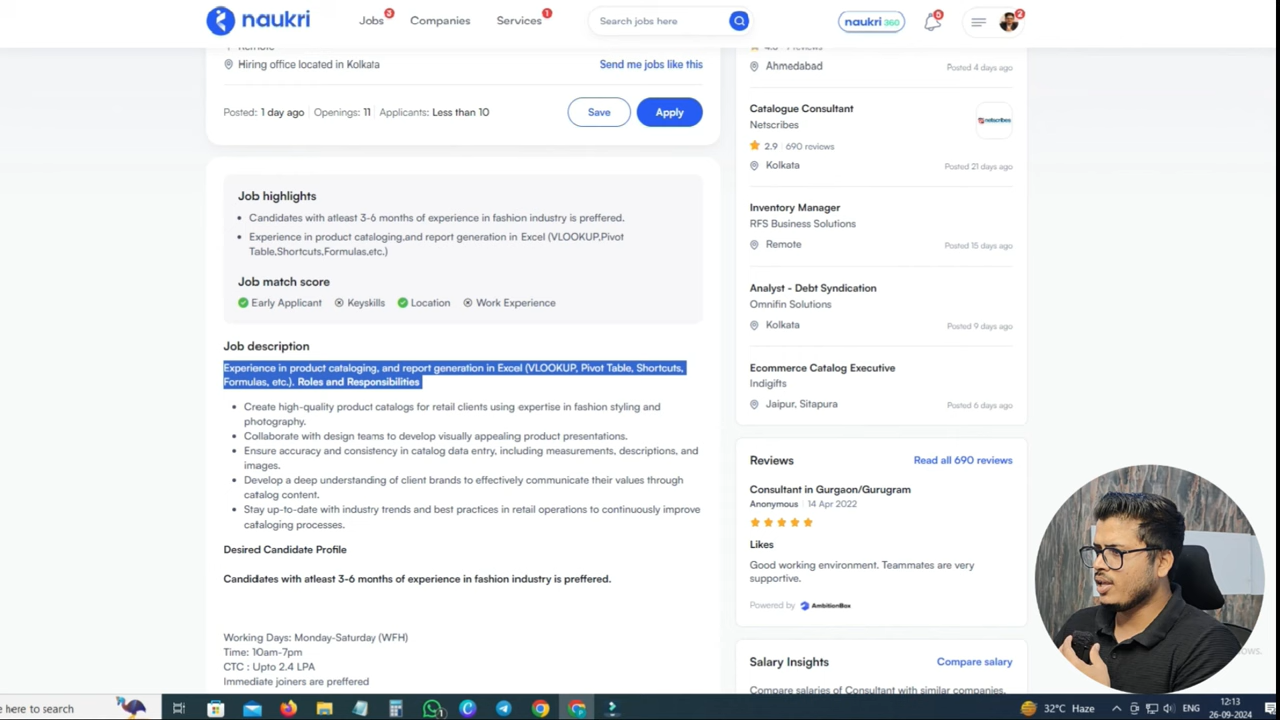 naukri
Jobs 3
Companies
Services 1
Search jobs here
naukri 360
0
2
Remote
Hiring office located in Kolkata
Send me jobs like this
Posted: 1 day ago
Openings: 11
Applicants: Less than 10
Save
Apply
Job highlights
Candidates with atleast 3-6 months of experience in fashion industry is preffered.
Experience in product cataloging,and report generation in Excel (VLOOKUP,Pivot
Table,Shortcuts,Formulas,etc.)
Job match score
Early Applicant
Keyskills
Location
Work Experience
Job description
Experience in product cataloging, and report generation in Excel (VLOOKUP, Pivot Table, Shortcuts,
Formulas, etc.). Roles and Responsibilities
Create high-quality product catalogs for retail clients using expertise in fashion styling and
photography.
Collaborate with design teams to develop visually appealing product presentations.
Ensure accuracy and consistency in catalog data entry, including measurements, descriptions, and
images.
Develop a deep understanding of client brands to effectively communicate their values through
catalog content.
Stay up-to-date with industry trends and best practices in retail operations to continuously improve
cataloging processes.
Desired Candidate Profile
Candidates with atleast 3-6 months of experience in fashion industry is preffered.
Working Days: Monday-Saturday (WFH)
Time: 10am-7pm
CTC : Upto 2.4 LPA
Immediate joiners are preffered
Ahmedabad
Posted 4 days ago
Catalogue Consultant
Netscribes
netscribes
2.9
690 reviews
Kolkata
Posted 21 days ago
Inventory Manager
RFS Business Solutions
Remote
Posted 15 days ago
Analyst - Debt Syndication
Omnifin Solutions
Kolkata
Posted 9 days ago
Ecommerce Catalog Executive
Indigifts
Jaipur, Sitapura
Posted 6 days ago
Reviews
Read all 690 reviews
Consultant in Gurgaon/Gurugram
Anonymous
14 Apr 2022
Likes
Good working environment. Teammates are very
supportive.
Powered by AmbitionBox
Salary Insights
Compare salary
Compare salaries of Consultant with similar companies.
here to search
32°C Haze
ENG
12:13
26-09-2024